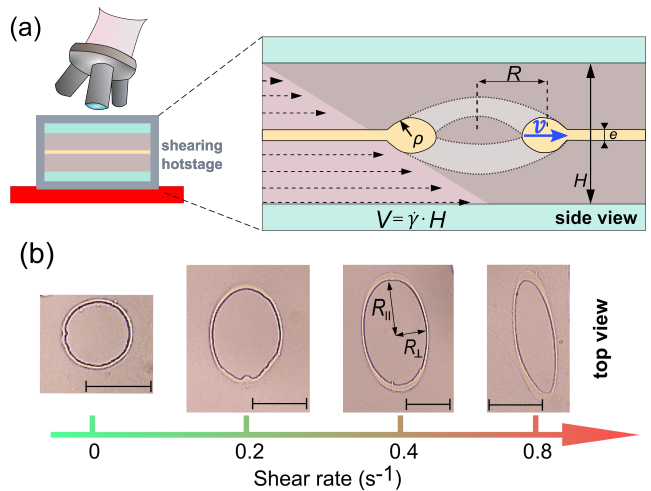 (a)
shearing
hotstage
R
ρ
v
e
H
V = γ̇ · H
side view
(b)
R∥
R⊥
top view
0
0.2
0.4
0.8
Shear rate (s⁻¹)